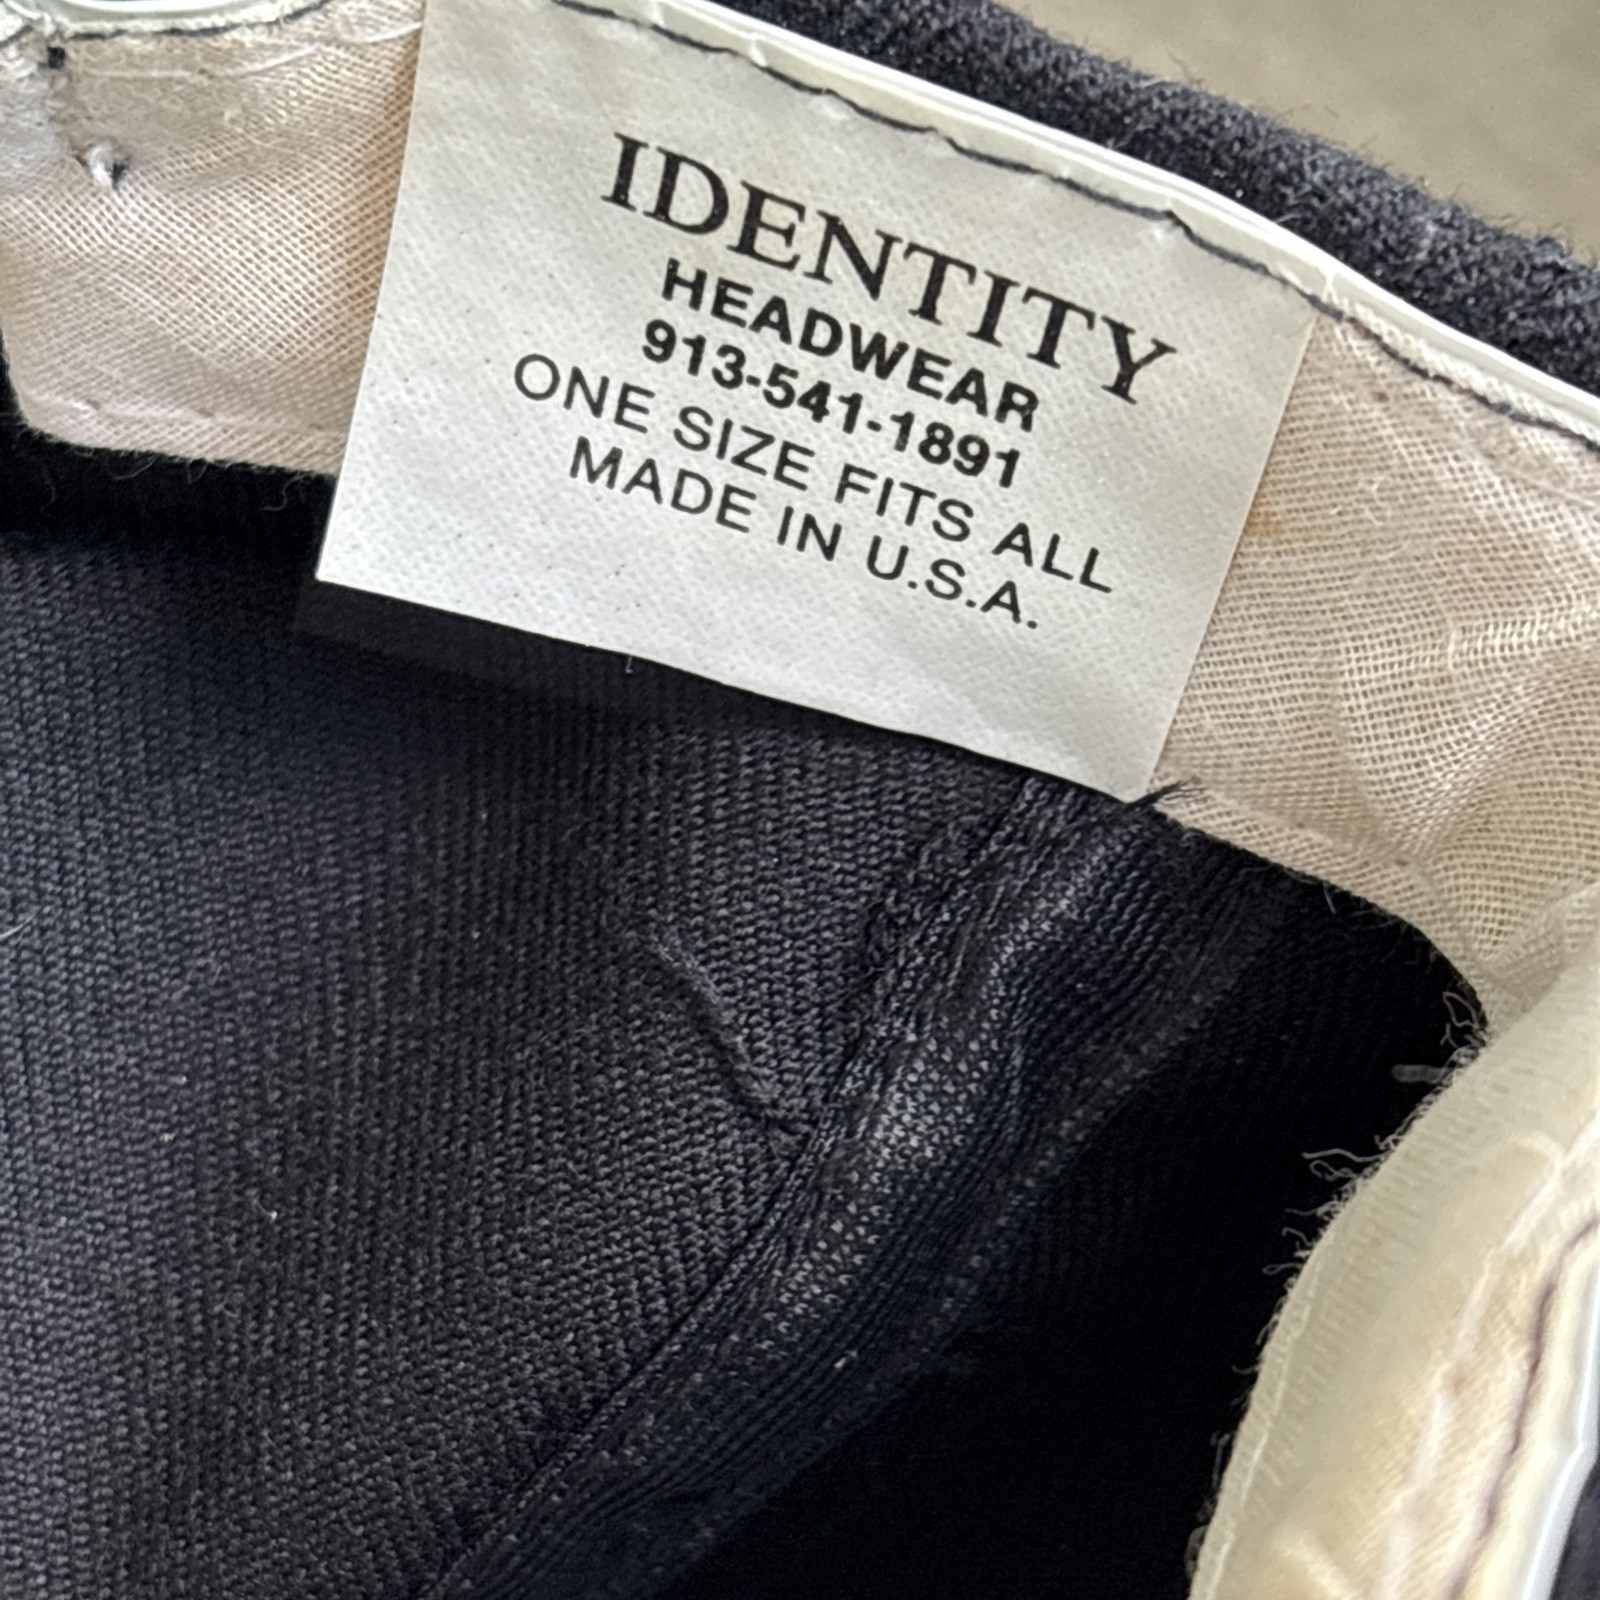 IDENTITY
HEADWEAR
913-541-1891
ONE SIZE FITS ALL
MADE IN U.S.A.